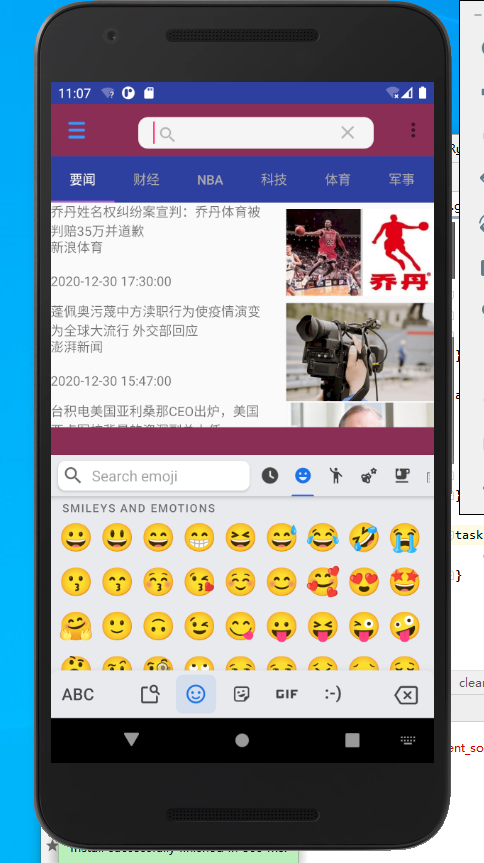 11:07
要闻
财经
NBA
科技
体育
军事
乔丹姓名权纠纷案宣判：乔丹体育被
判赔35万并道歉
新浪体育
2020-12-30 17:30:00
乔丹
蓬佩奥污蔑中方渎职行为使疫情演变
为全球大流行 外交部回应
澎湃新闻
2020-12-30 15:47:00
台积电美国亚利桑那CEO出炉，美国
Search emoji
SMILEYS AND EMOTIONS
ABC
GIF
:-)
task
}
clear
ent_so